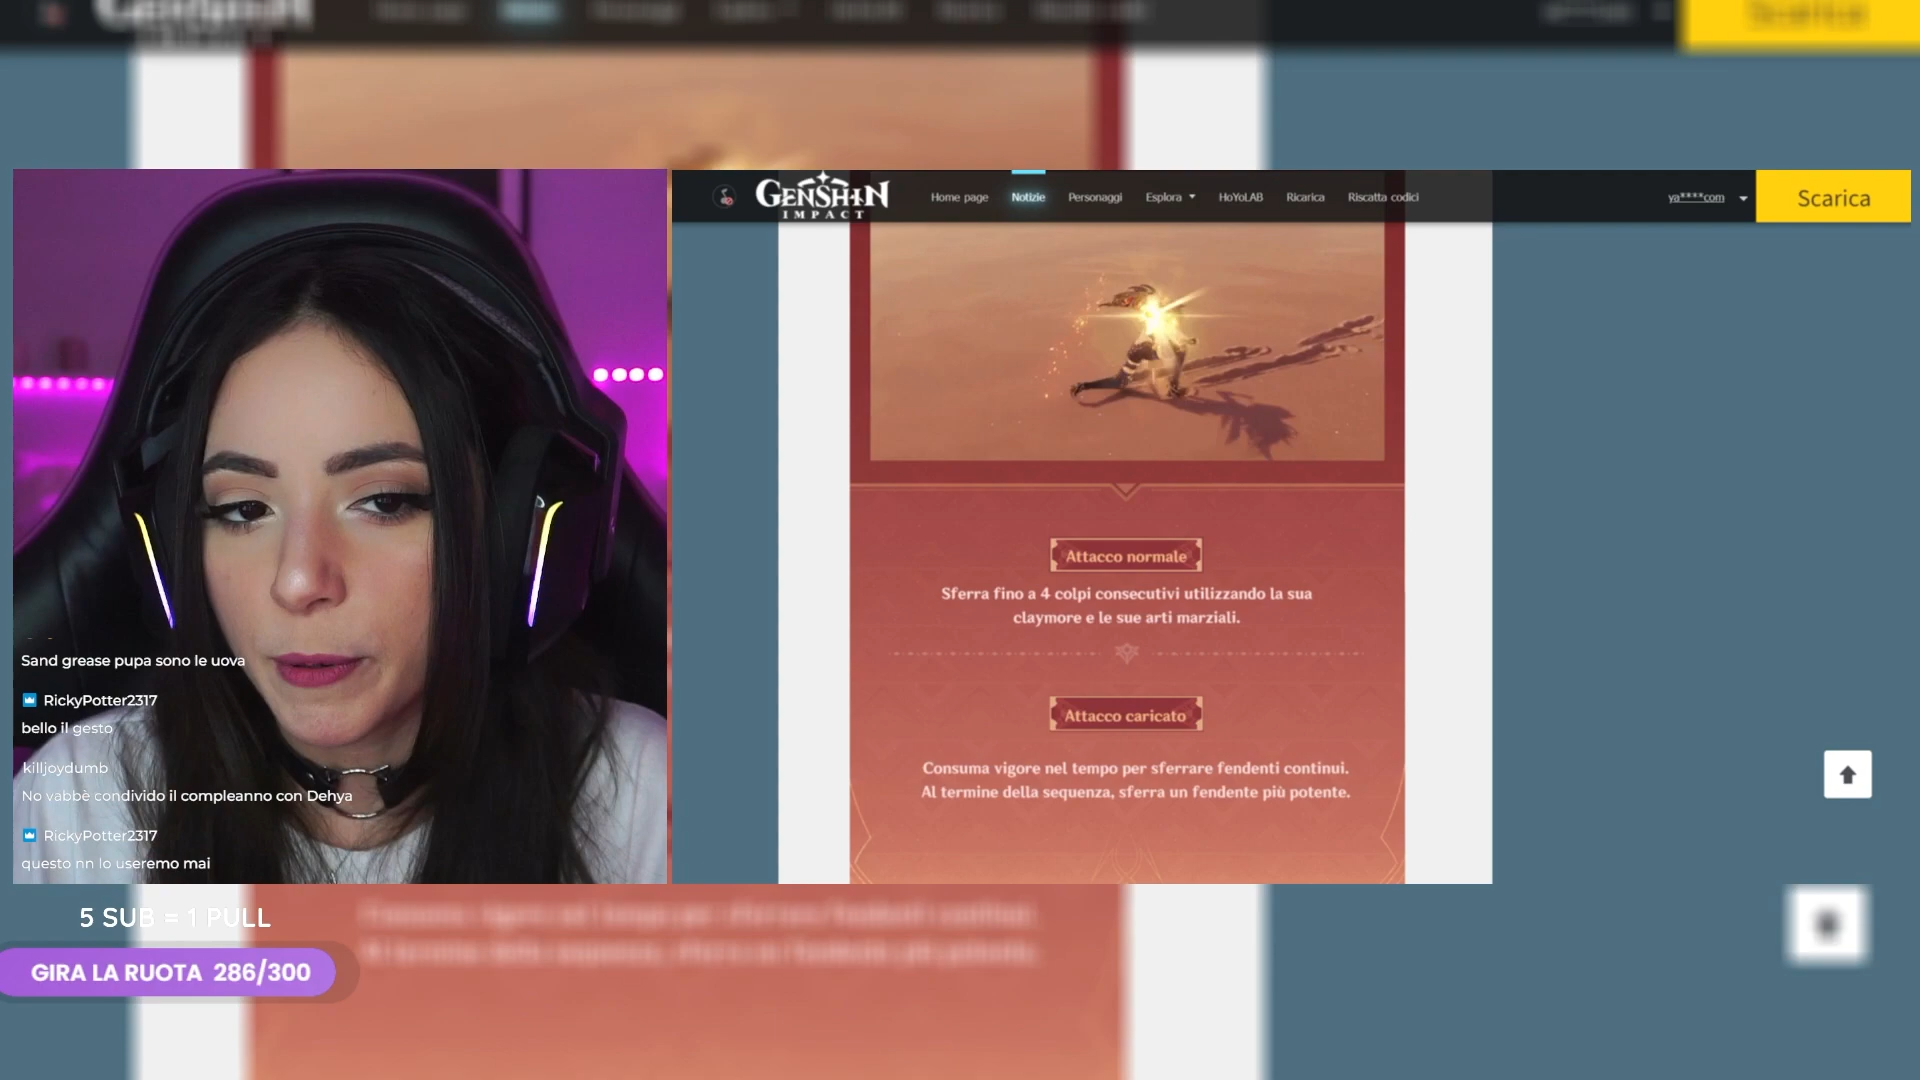 GENSHIN
IMPACT
Home page
Notizie
Personaggi
Esplora
HoYoLAB
Ricarica
Riscatta codici
ya****com
Scarica
Attacco normale
Sferra fino a 4 colpi consecutivi utilizzando la sua
claymore e le sue arti marziali.
Attacco caricato
Consuma vigore nel tempo per sferrare fendenti continui.
Al termine della sequenza, sferra un fendente più potente.
Sand grease pupa sono le uova
RickyPotter2317
bello il gesto
killjoydumb
No vabbè condivido il compleanno con Dehya
RickyPotter2317
questo nn lo useremo mai
5 SUB = 1 PULL
GIRA LA RUOTA 286/300